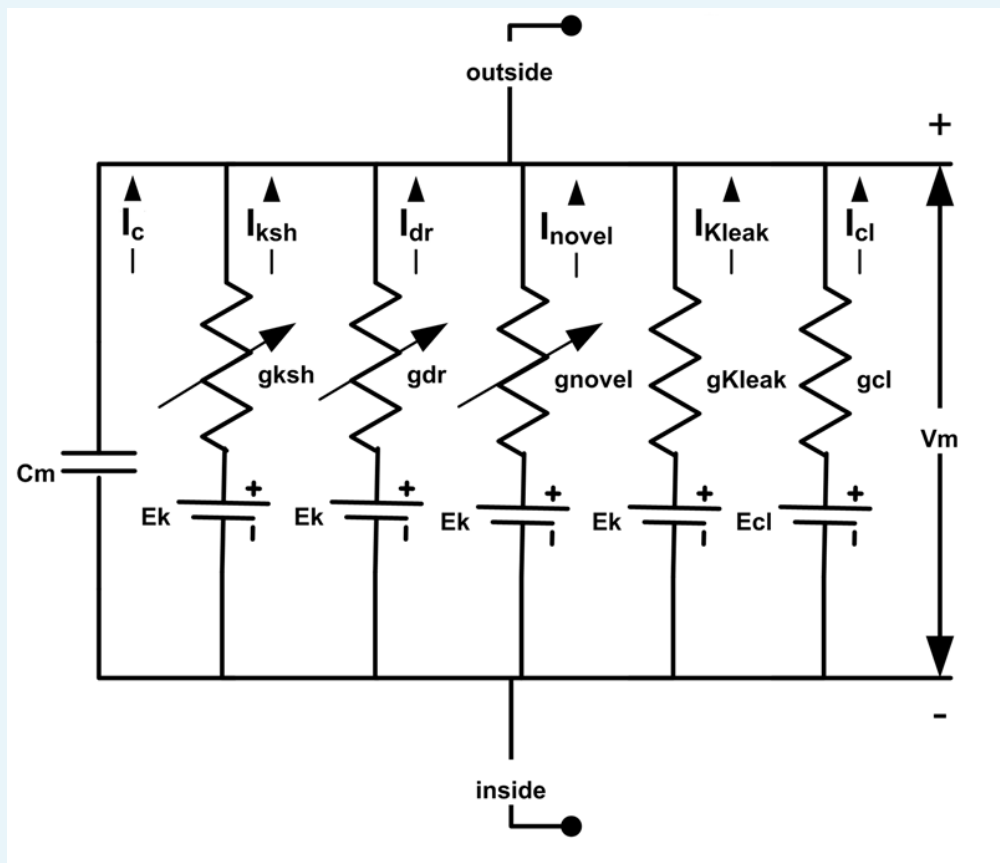 outside
+
Ic
Iksh
Idr
Inovel
IKleak
Icl
gksh
gdr
gnovel
gKleak
gcl
Vm
Cm
Ek
+
-
Ek
+
-
Ek
+
-
Ek
+
-
Ecl
+
-
-
inside